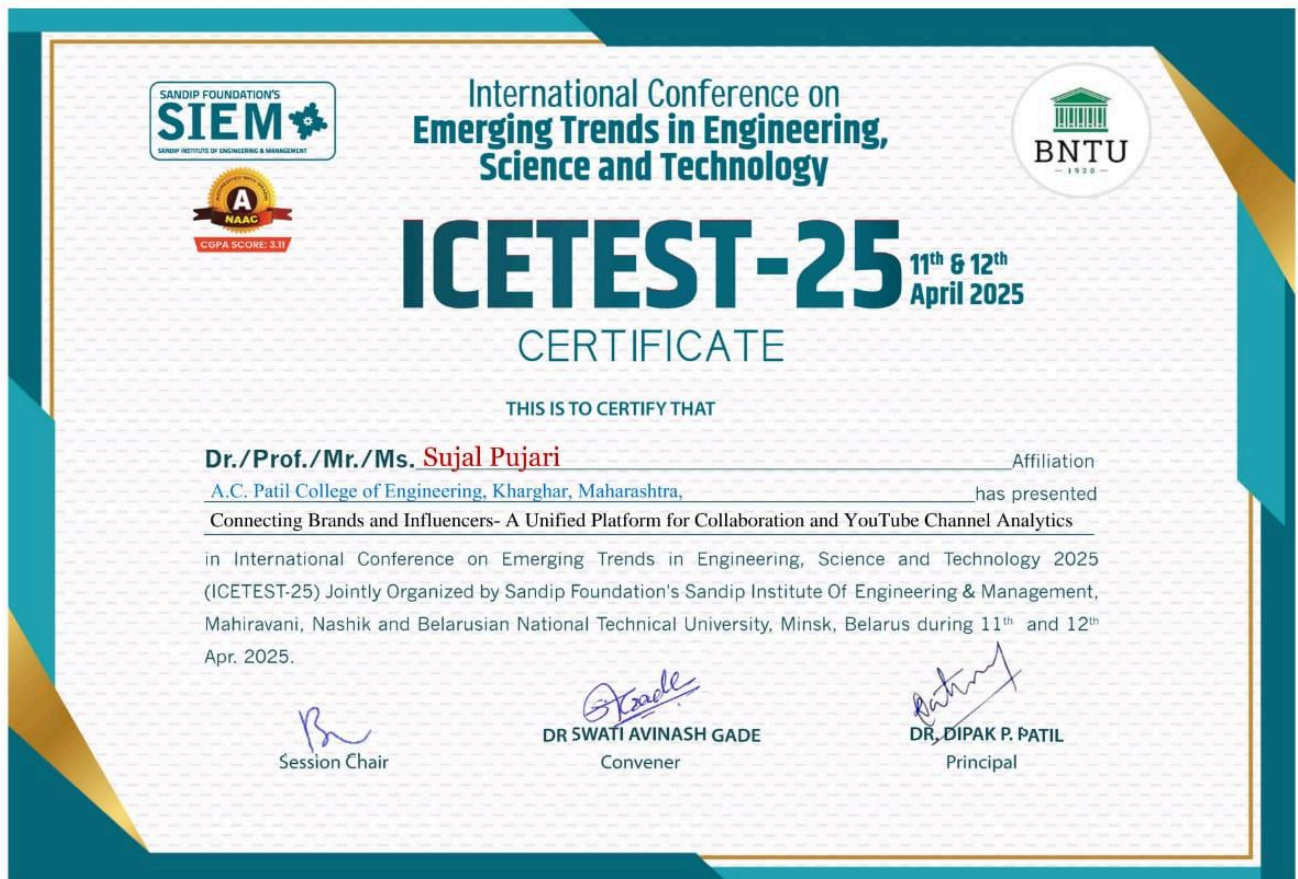 SANDIP FOUNDATION'S
SIEM
SANDIP INSTITUTE OF ENGINEERING & MANAGEMENT
ACCREDITED WITH GRADE
A
NAAC
CGPA SCORE: 3.11
International Conference on
Emerging Trends in Engineering,
Science and Technology
BNTU
– 1920 –
ICETEST-25
11th & 12th
April 2025
CERTIFICATE
THIS IS TO CERTIFY THAT
Dr./Prof./Mr./Ms. Sujal Pujari Affiliation
A.C. Patil College of Engineering, Kharghar, Maharashtra, has presented
Connecting Brands and Influencers- A Unified Platform for Collaboration and YouTube Channel Analytics
in International Conference on Emerging Trends in Engineering, Science and Technology 2025
(ICETEST-25) Jointly Organized by Sandip Foundation's Sandip Institute Of Engineering & Management,
Mahiravani, Nashik and Belarusian National Technical University, Minsk, Belarus during 11th and 12th
Apr. 2025.
Session Chair
DR SWATI AVINASH GADE
Convener
DR. DIPAK P. PATIL
Principal